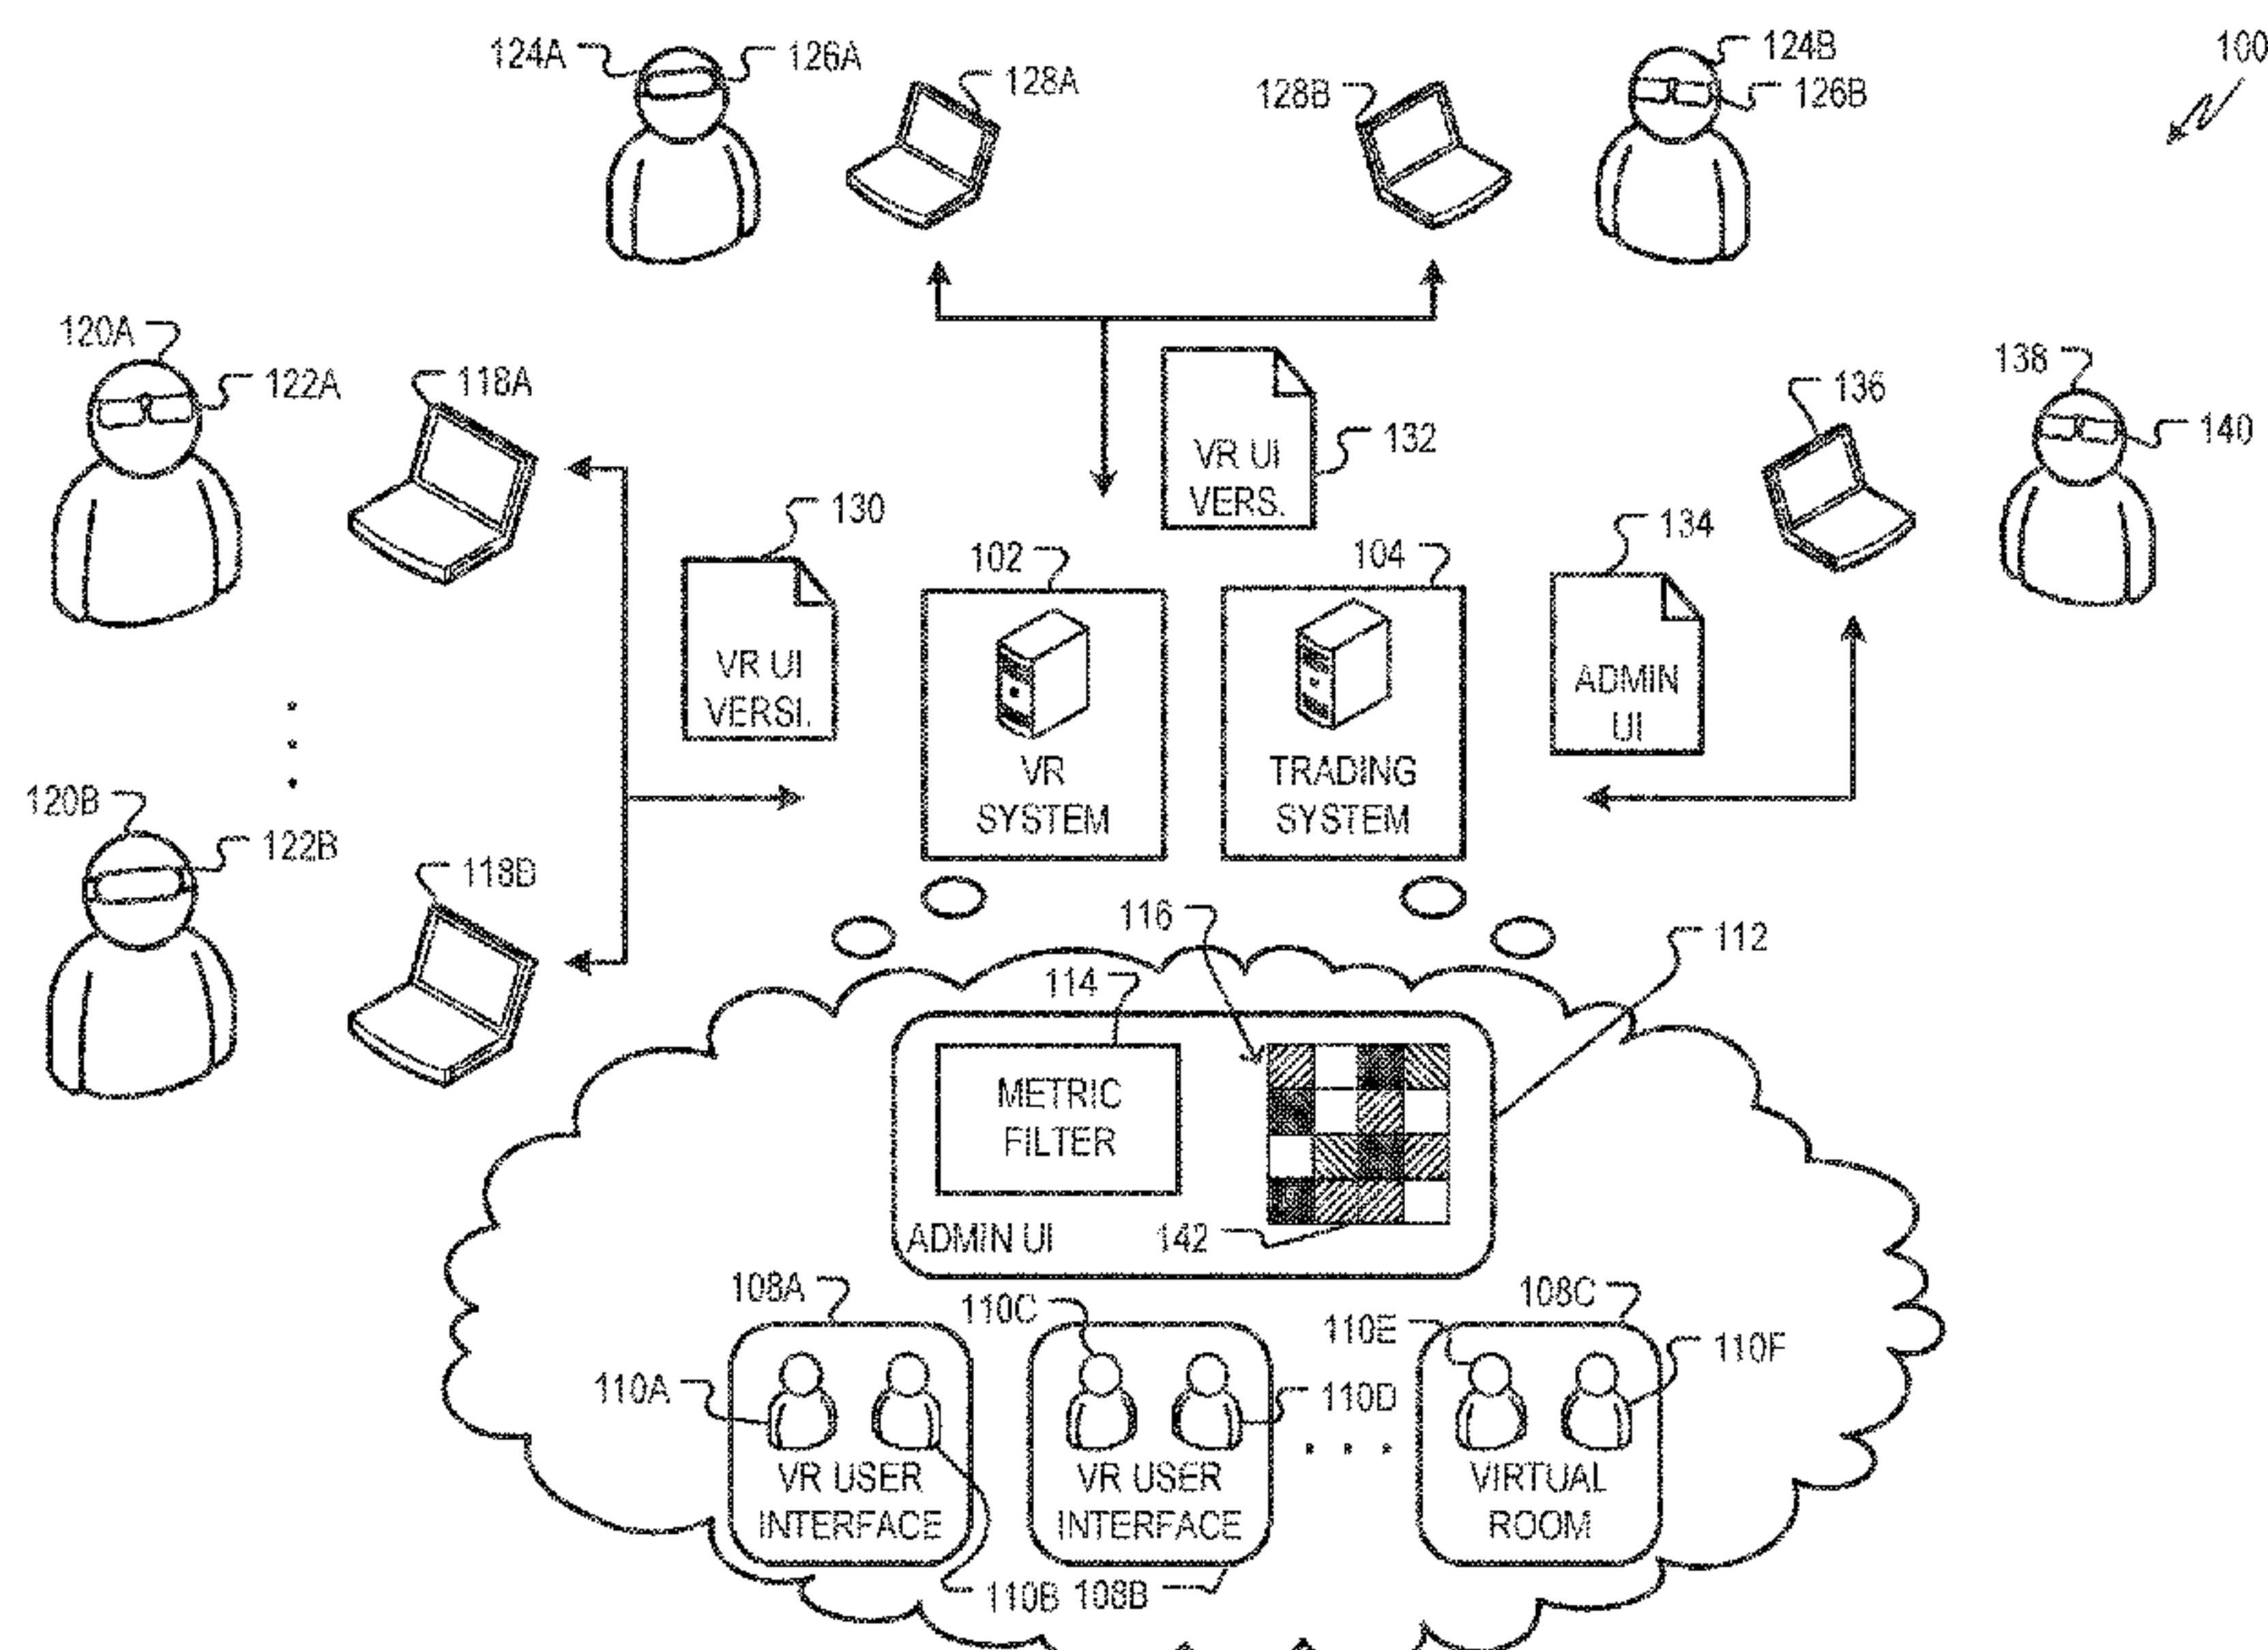 100
124A
126A
128A
128B
124B
126B
120A
122A
118A
VR UI
VERS.
132
136
138
140
130
VR UI
VERSI.
102
VR
SYSTEM
104
TRADING
SYSTEM
134
ADMIN
UI
120B
122B
118D
116
112
114
METRIC
FILTER
ADMIN UI
142
108A
110C
110E
108C
110F
110A
110D
VR USER
INTERFACE
VR USER
INTERFACE
VIRTUAL
ROOM
110B
108B